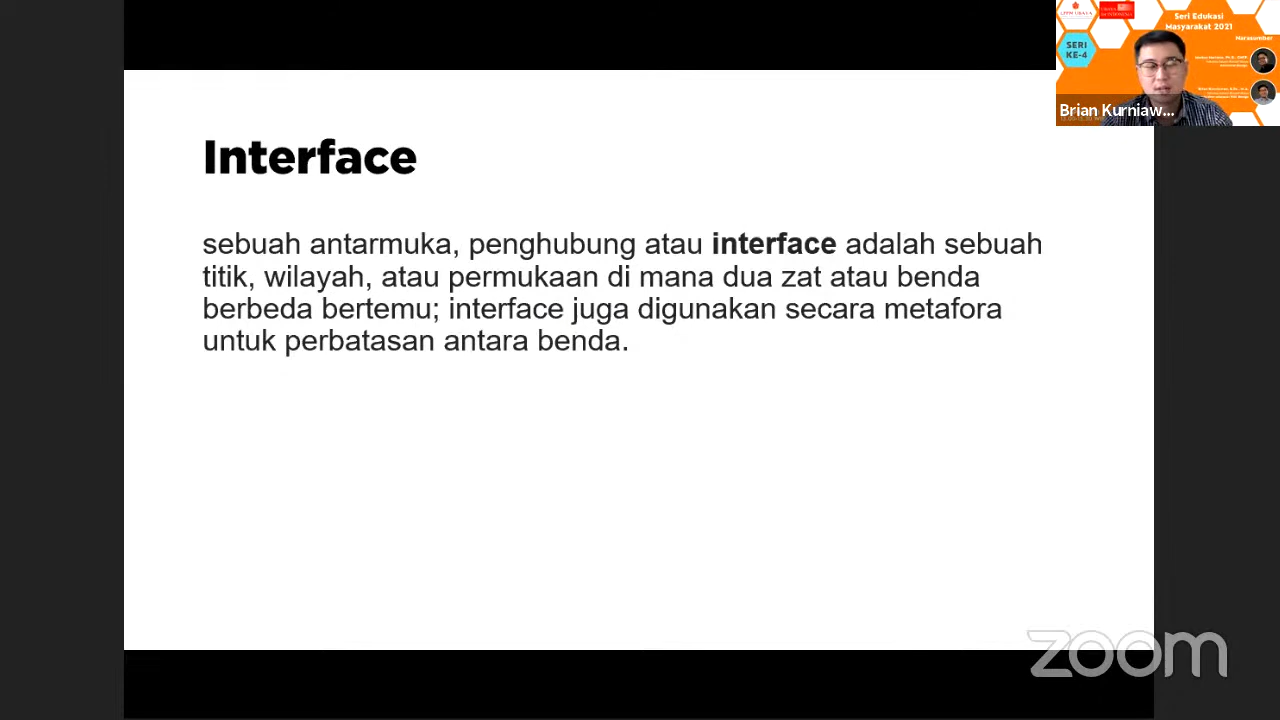 Seri Edukasi
Masyarakat 2021
Narasumber
SERI
KE-4
Brian Kurniaw...
Interface
sebuah antarmuka, penghubung atau interface adalah sebuah
titik, wilayah, atau permukaan di mana dua zat atau benda
berbeda bertemu; interface juga digunakan secara metafora
untuk perbatasan antara benda.
zoom